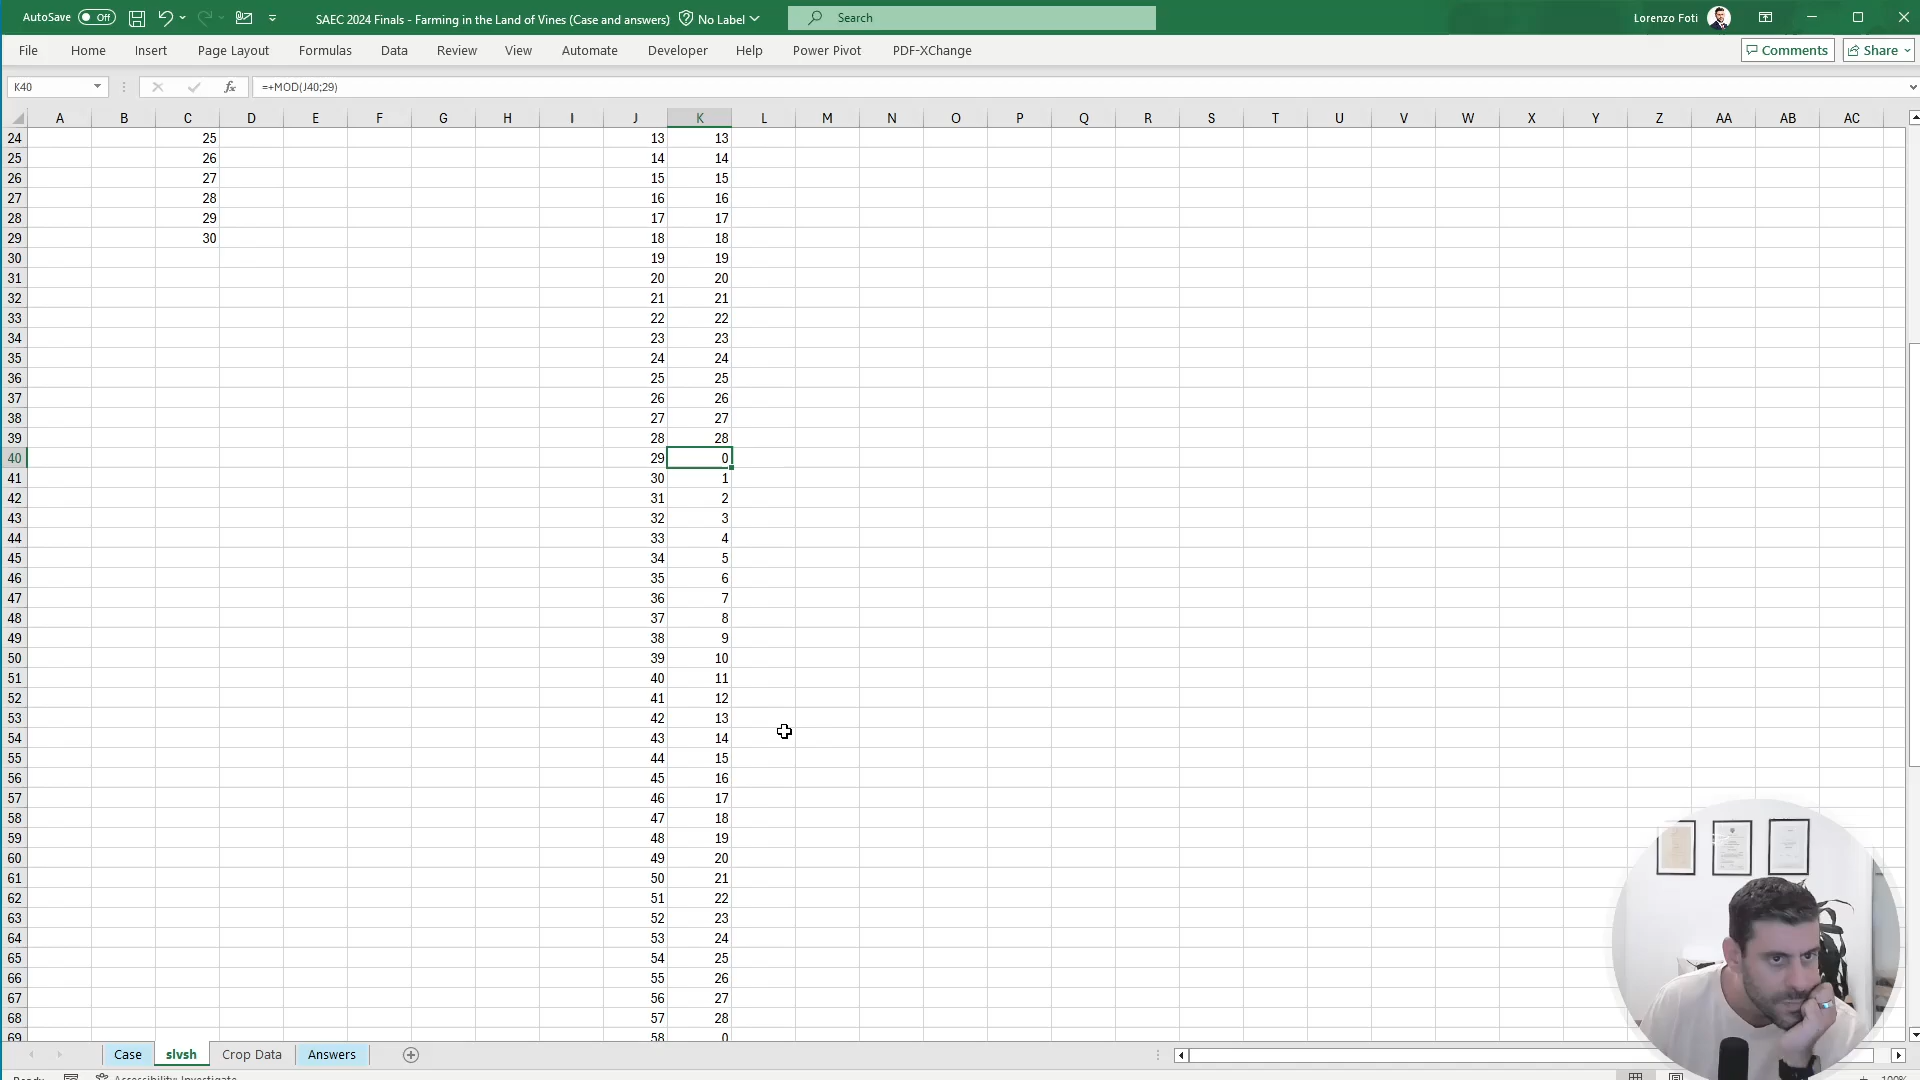 AutoSave Off SAEC 2024 Finals - Farming in the Land of Vines (Case and answers) No Label Search Lorenzo Foti
File Home Insert Page Layout Formulas Data Review View Automate Developer Help Power Pivot PDF-XChange Comments Share
K40 fx =+MOD(J40;29)
A B C D E F G H I J K L M N O P Q R S T U V W X Y Z AA AB AC
24 25 13 13
25 26 14 14
26 27 15 15
27 28 16 16
28 29 17 17
29 30 18 18
30 19 19
31 20 20
32 21 21
33 22 22
34 23 23
35 24 24
36 25 25
37 26 26
38 27 27
39 28 28
40 29 0
41 30 1
42 31 2
43 32 3
44 33 4
45 34 5
46 35 6
47 36 7
48 37 8
49 38 9
50 39 10
51 40 11
52 41 12
53 42 13
54 43 14
55 44 15
56 45 16
57 46 17
58 47 18
59 48 19
60 49 20
61 50 21
62 51 22
63 52 23
64 53 24
65 54 25
66 55 26
67 56 27
68 57 28
69 58 0
Case slvsh Crop Data Answers
Ready Accessibility: Investigate 100%